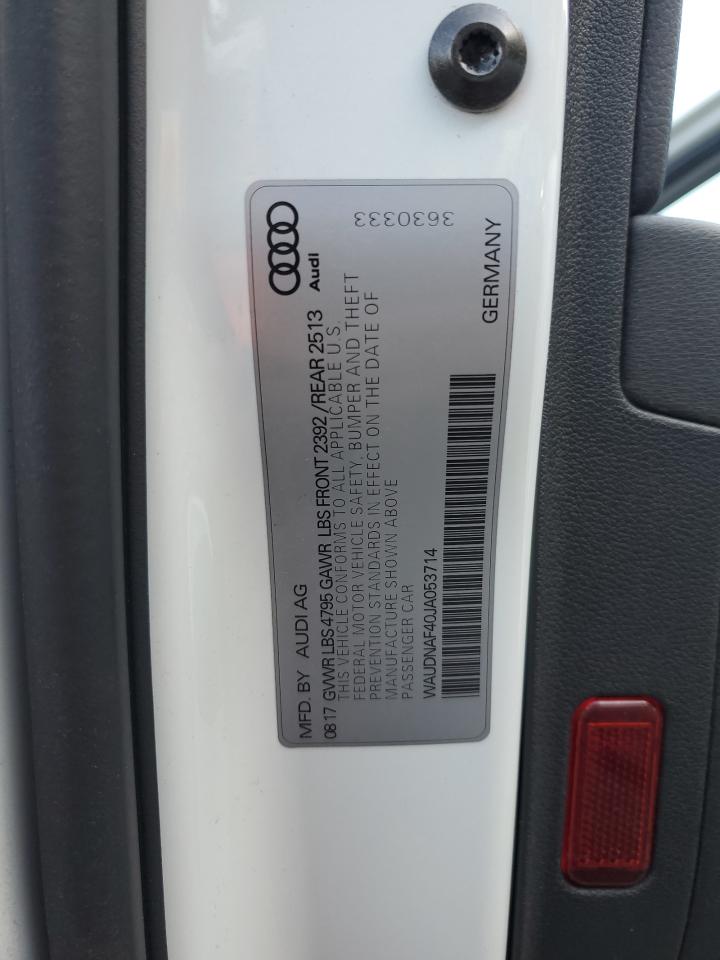 Audi
3630333
MFD. BY AUDI AG
0817 GVWR LBS 4795 GAWR LBS FRONT 2392 /REAR 2513
THIS VEHICLE CONFORMS TO ALL APPLICABLE U.S.
FEDERAL MOTOR VEHICLE SAFETY, BUMPER AND THEFT
PREVENTION STANDARDS IN EFFECT ON THE DATE OF
MANUFACTURE SHOWN ABOVE
PASSENGER CAR
WAUDNAF40JA053714
GERMANY